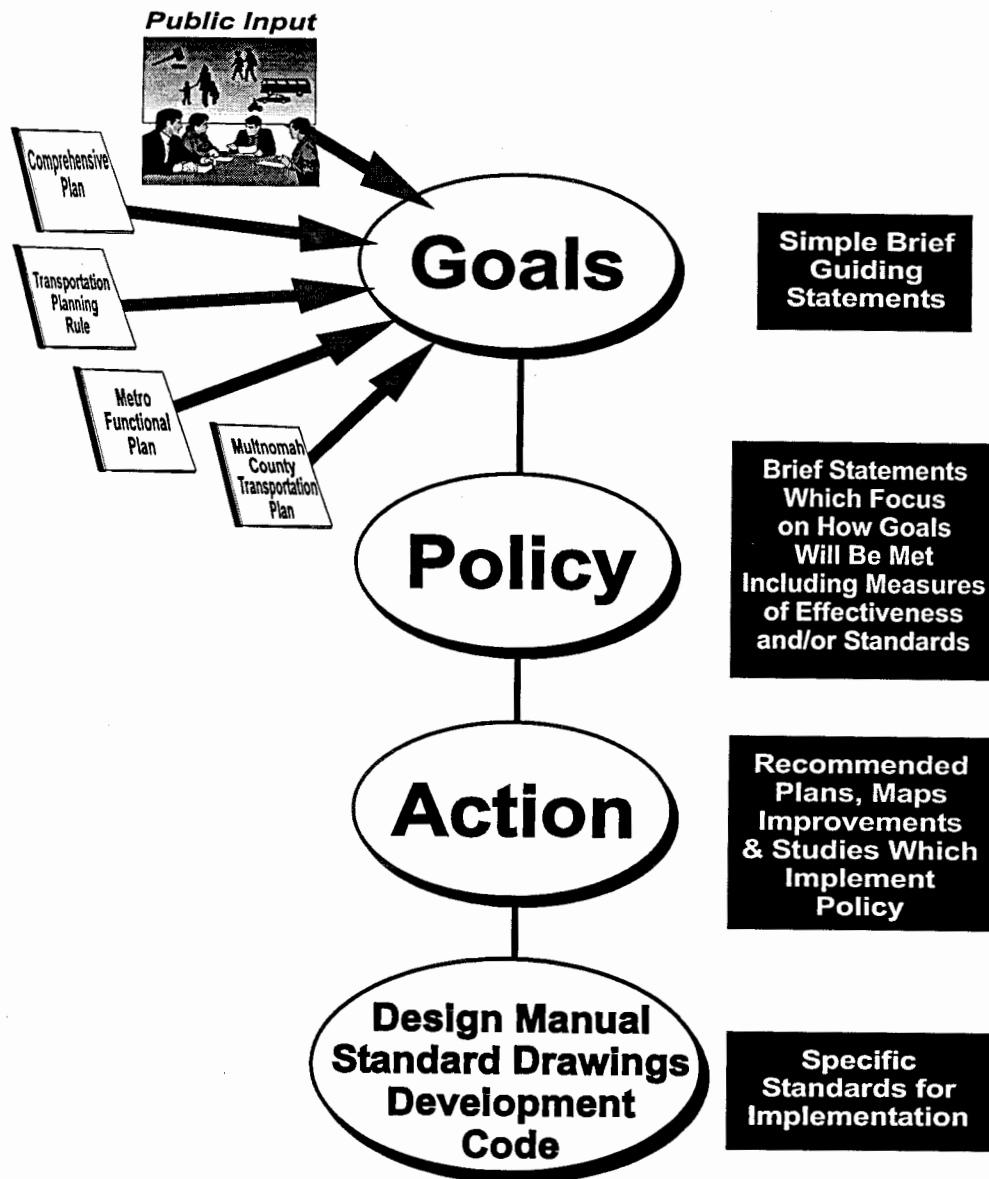 Public Input
Comprehensive
Plan
Transportation
Planning
Rule
Metro
Functional
Plan
Multnomah
County
Transportation
Plan
Goals
Simple Brief
Guiding
Statements
Policy
Brief Statements
Which Focus
on How Goals
Will Be Met
Including Measures
of Effectiveness
and/or Standards
Action
Recommended
Plans, Maps
Improvements
& Studies Which
Implement
Policy
Design Manual
Standard Drawings
Development
Code
Specific
Standards for
Implementation